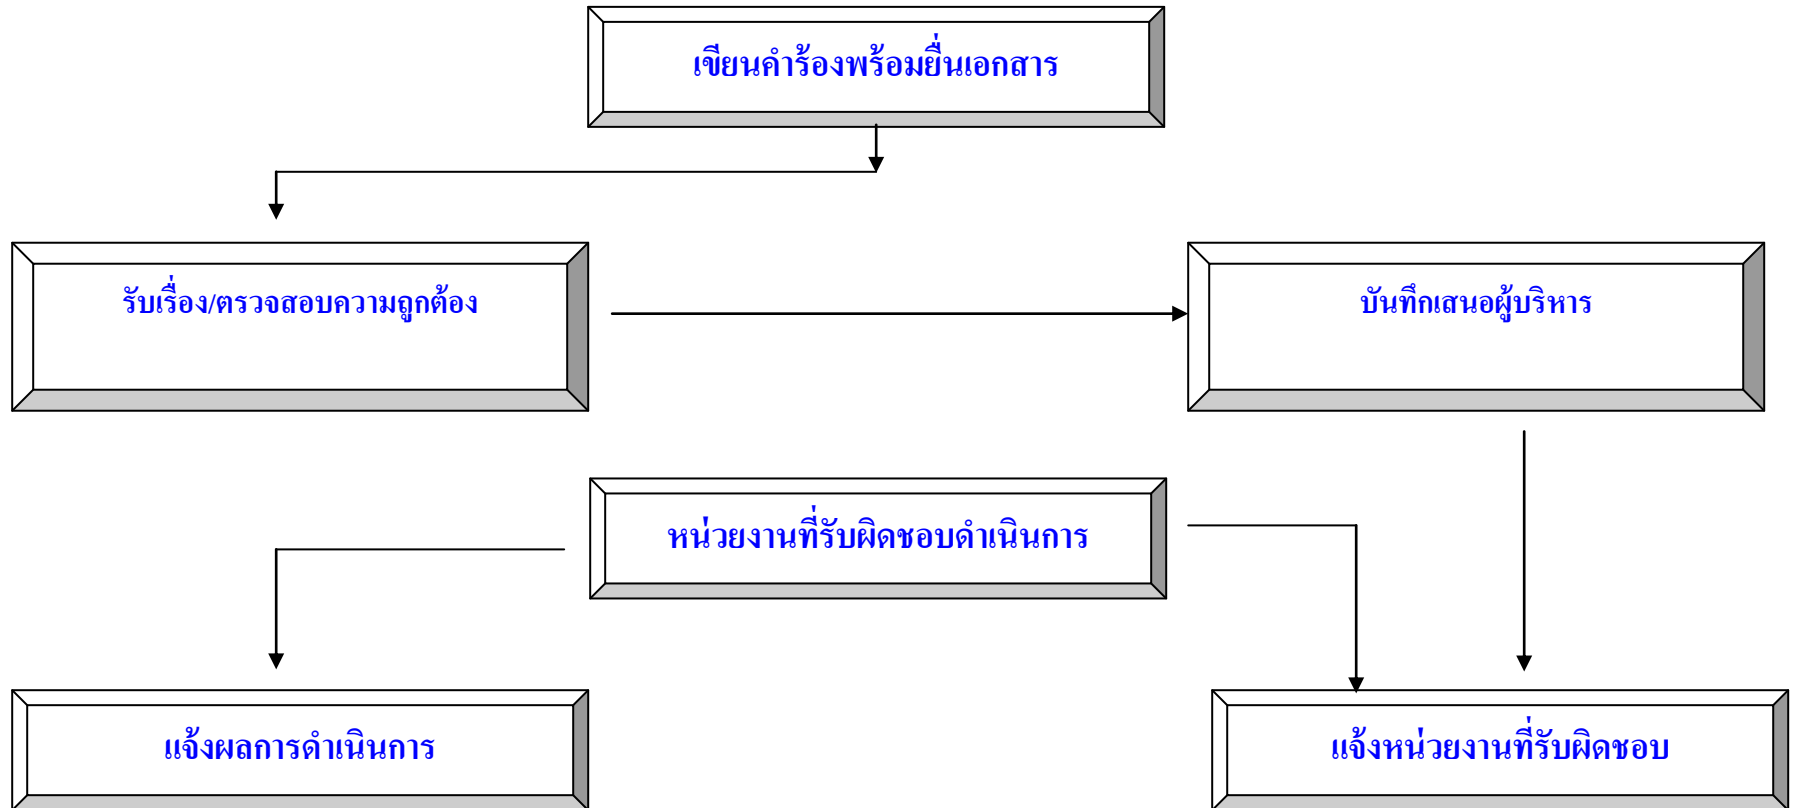 เขียนคำร้องพร้อมยื่นเอกสาร
รับเรื่อง/ตรวจสอบความถูกต้อง
บันทึกเสนอผู้บริหาร
หน่วยงานที่รับผิดชอบดำเนินการ
แจ้งผลการดำเนินการ
แจ้งหน่วยงานที่รับผิดชอบ